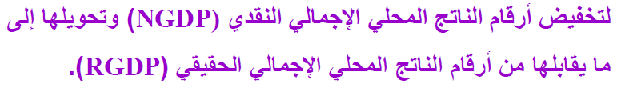 لتخفيض أرقام الناتج المحلي الإجمالي النقدي (NGDP) وتحويلها إلى
ما يقابلها من أرقام الناتج المحلي الإجمالي الحقيقي (RGDP).